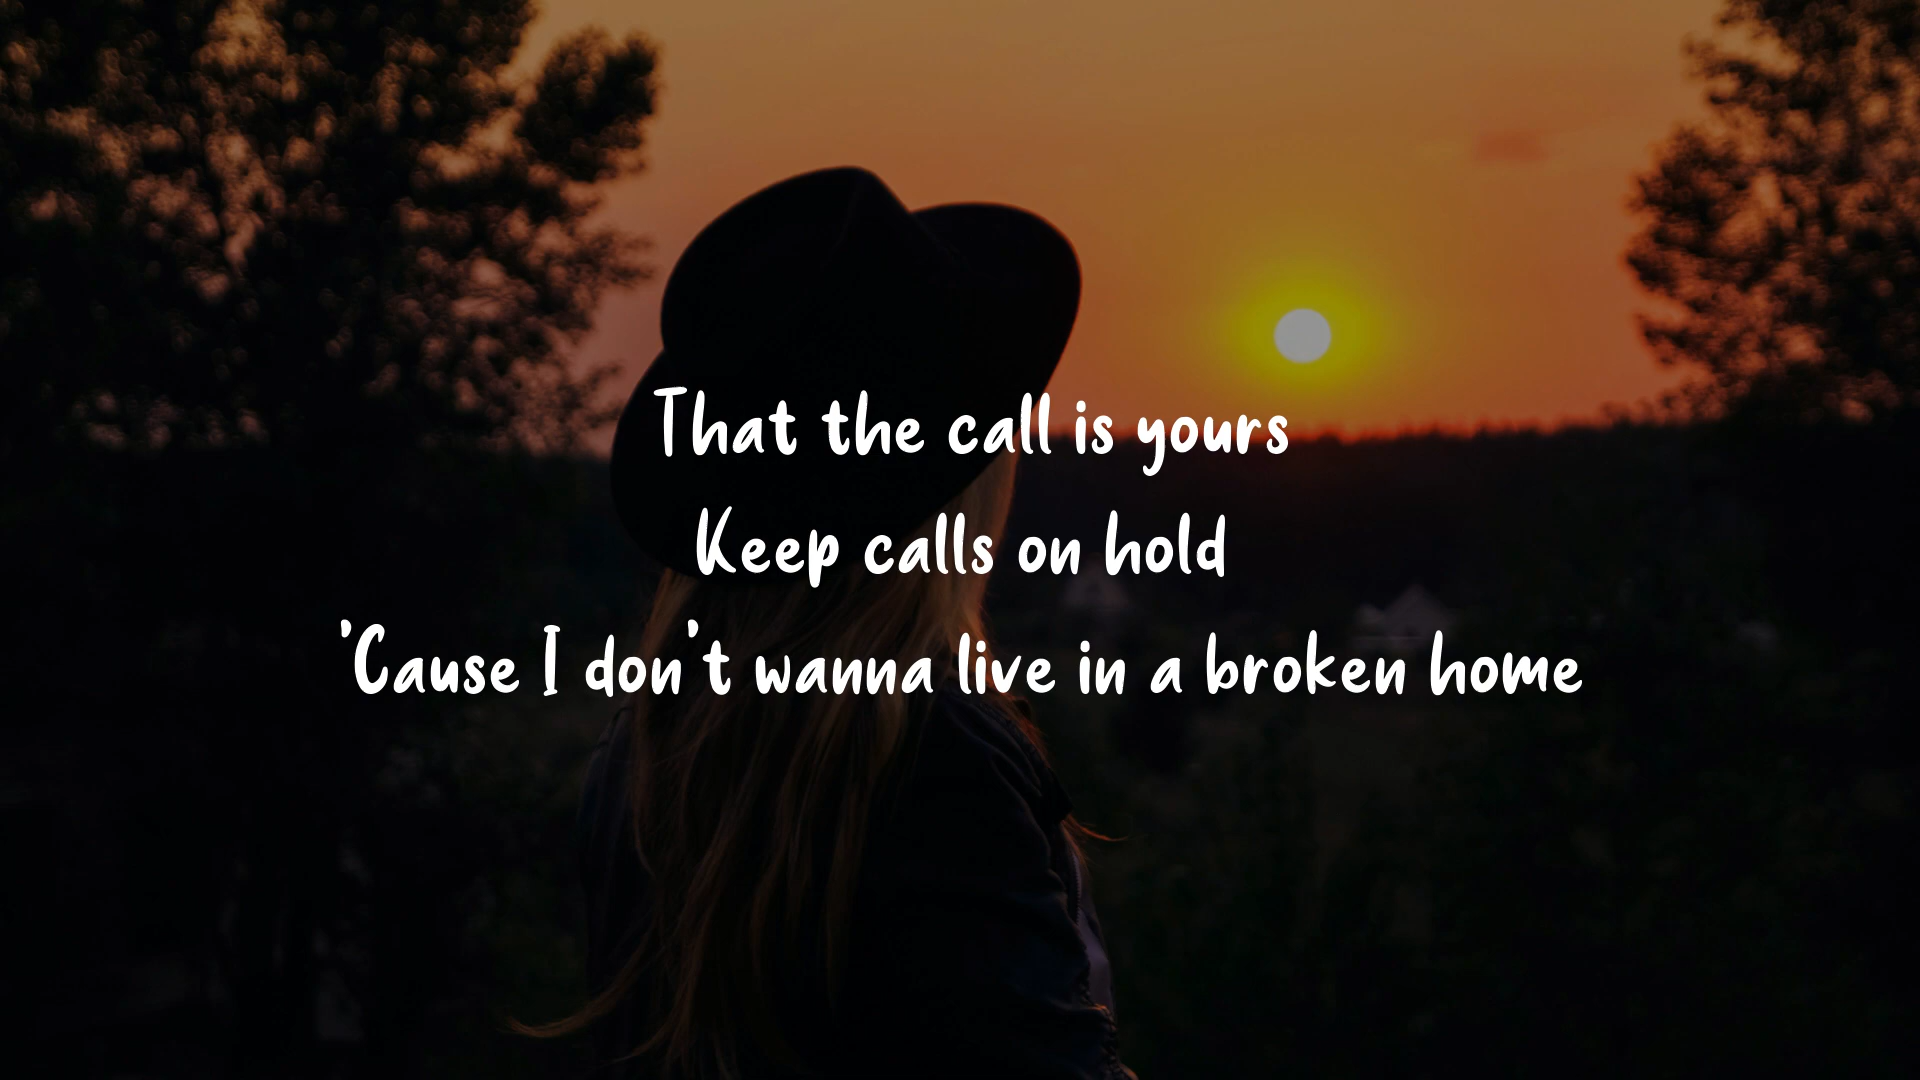 That the call is yours
Keep calls on hold
'Cause I don't wanna live in a broken home